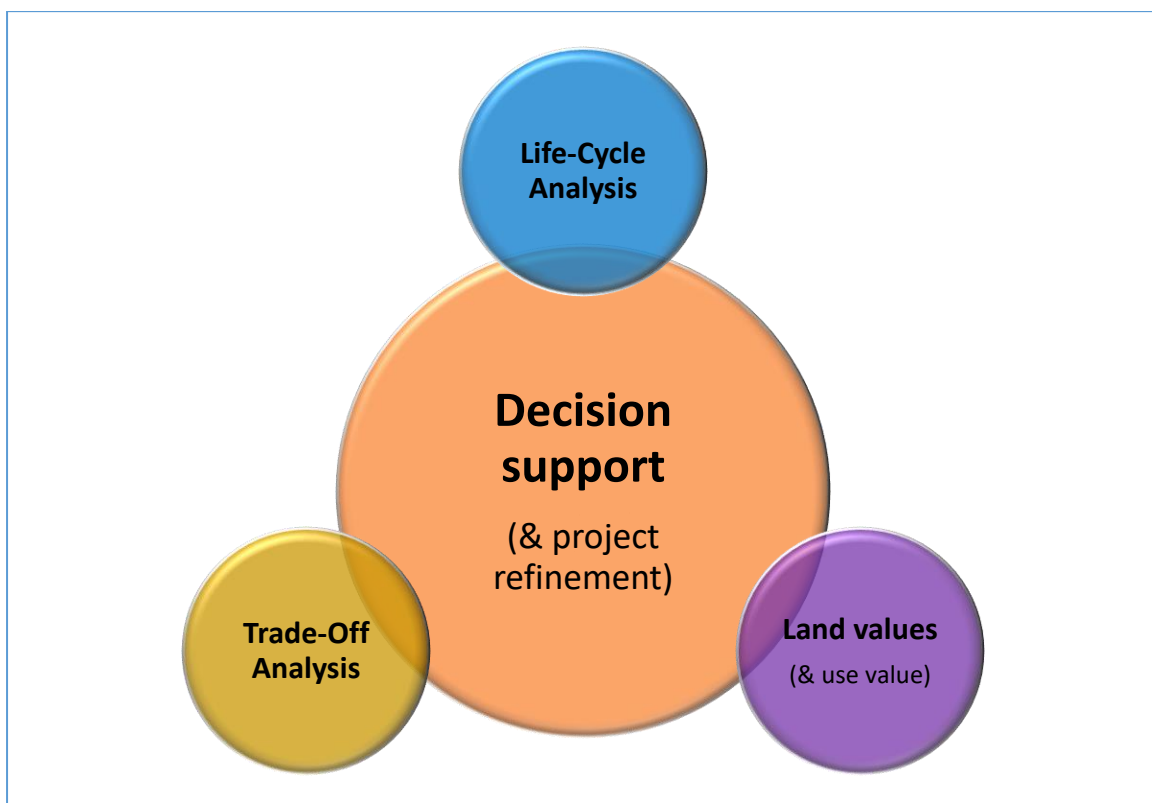 Life-Cycle
Analysis
Decision
support
(& project
refinement)
Trade-Off
Analysis
Land values
(& use value)